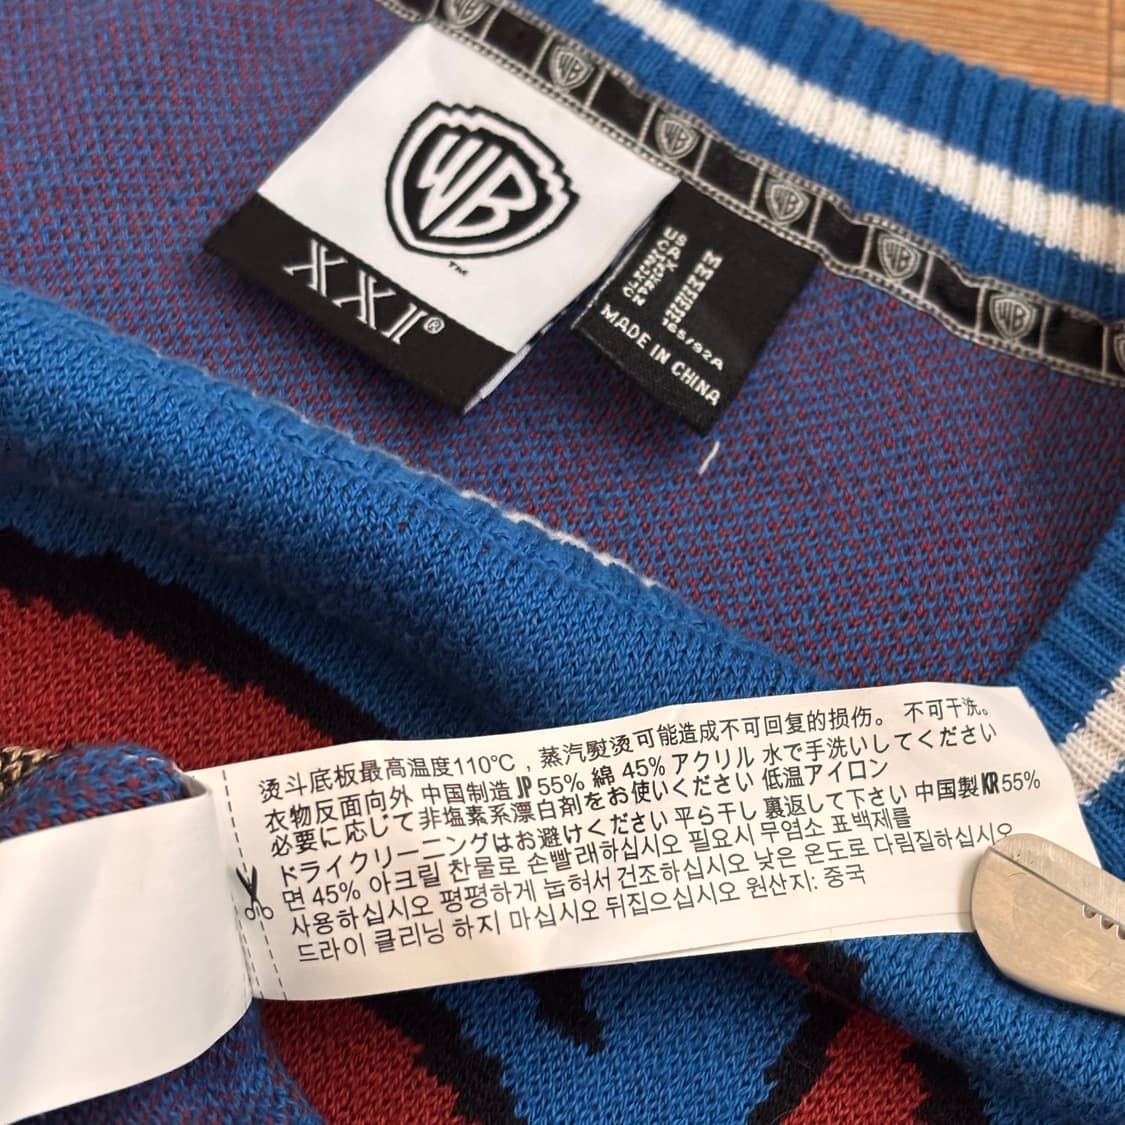 WB
TM
XXI®
US M
CA M
165/92A
MADE IN CHINA
烫斗底板最高温度110℃，蒸汽熨烫可能造成不可回复的损伤。 不可干洗。
衣物反面向外 中国制造 JP 55% 綿 45% アクリル 水で手洗いしてください
必要に応じて非塩素系漂白剤をお使いください 低温アイロン
ドライクリーニングはお避けください 平ら干し 裏返して下さい 中国製 KR 55%
면 45% 아크릴 찬물로 손빨래하십시오 필요시 무염소 표백제를
사용하십시오 평평하게 눕혀서 건조하십시오 낮은 온도로 다림질하십시오
드라이 클리닝 하지 마십시오 뒤집으십시오 원산지: 중국